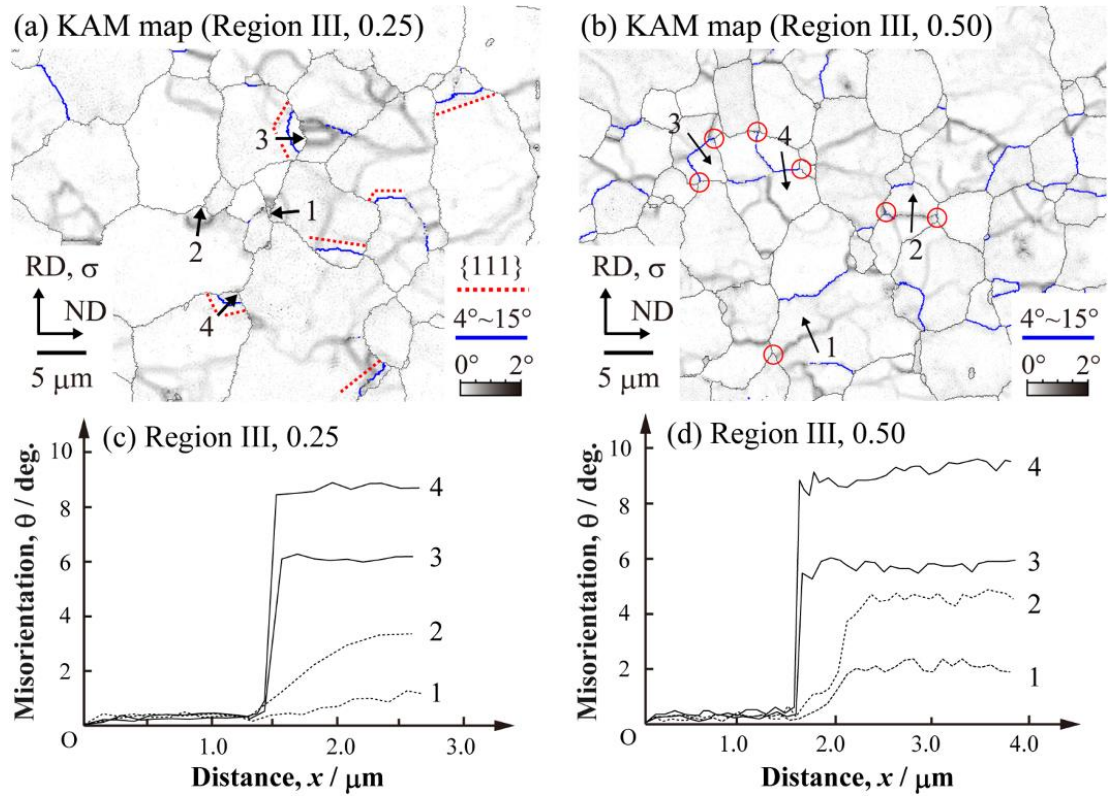 (a) KAM map (Region III, 0.25)
3
1
2
4
RD, σ
ND
5 μm
{111}
4°~15°
0° 2°
(b) KAM map (Region III, 0.50)
3
4
2
1
RD, σ
ND
5 μm
4°~15°
0° 2°
(c) Region III, 0.25
Misorientation, θ / deg.
10
8
6
4
2
O
1.0 2.0 3.0
Distance, x / μm
4
3
2
1
(d) Region III, 0.50
Misorientation, θ / deg.
10
8
6
4
2
O
1.0 2.0 3.0 4.0
Distance, x / μm
4
3
2
1